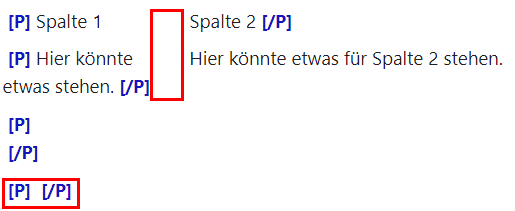 [P] Spalte 1 Spalte 2 [/P]
[P] Hier könnte Hier könnte etwas für Spalte 2 stehen.
etwas stehen. [/P]
[P]
[/P]
[P] [/P]